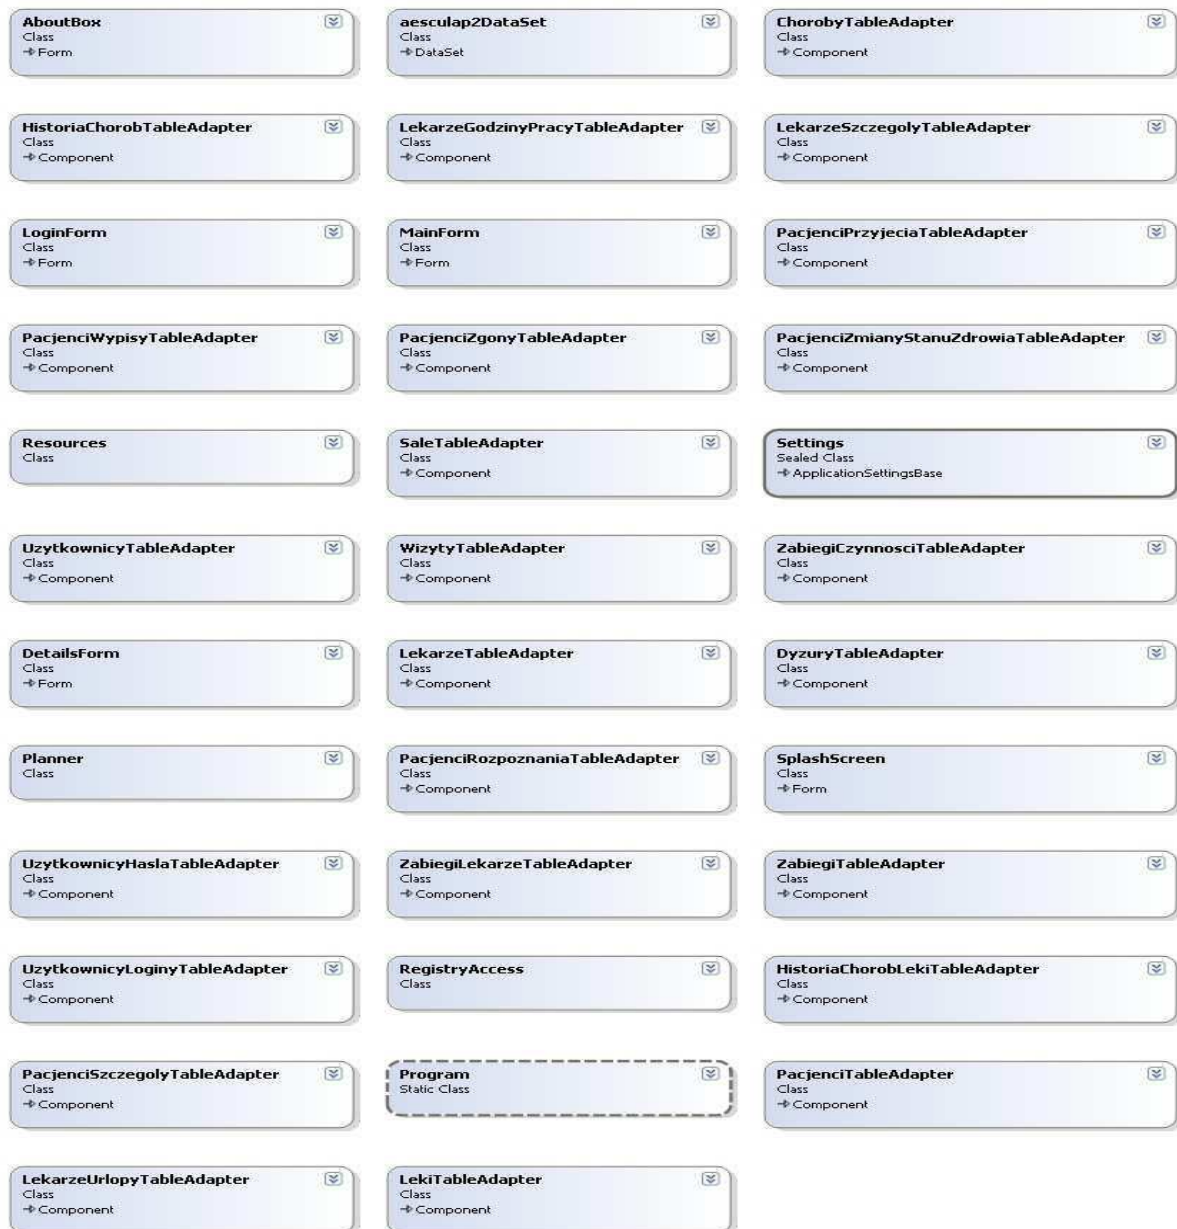 AboutBox
Class
Form
aesculap2DataSet
Class
DataSet
ChorobyTableAdapter
Class
Component
HistoriaChorobTableAdapter
Class
Component
LekarzeGodzinyPracyTableAdapter
Class
Component
LekarzeSzczegolyTableAdapter
Class
Component
LoginForm
Class
Form
MainForm
Class
Form
PacjenciPrzyjeciaTableAdapter
Class
Component
PacjenciWypisyTableAdapter
Class
Component
PacjenciZgonyTableAdapter
Class
Component
PacjenciZmianyStanuZdrowiaTableAdapter
Class
Component
Resources
Class
SaleTableAdapter
Class
Component
Settings
Sealed Class
ApplicationSettingsBase
UzytkownicyTableAdapter
Class
Component
WizytyTableAdapter
Class
Component
ZabiegiCzynnosciTableAdapter
Class
Component
DetailsForm
Class
Form
LekarzeTableAdapter
Class
Component
DyzuryTableAdapter
Class
Component
Planner
Class
PacjenciRozpoznaniaTableAdapter
Class
Component
SplashScreen
Class
Form
UzytkownicyHaslaTableAdapter
Class
Component
ZabiegiLekarzeTableAdapter
Class
Component
ZabiegiTableAdapter
Class
Component
UzytkownicyLoginyTableAdapter
Class
Component
RegistryAccess
Class
HistoriaChorobLekiTableAdapter
Class
Component
PacjenciSzczegolyTableAdapter
Class
Component
Program
Static Class
PacjenciTableAdapter
Class
Component
LekarzeUrlopyTableAdapter
Class
Component
LekiTableAdapter
Class
Component